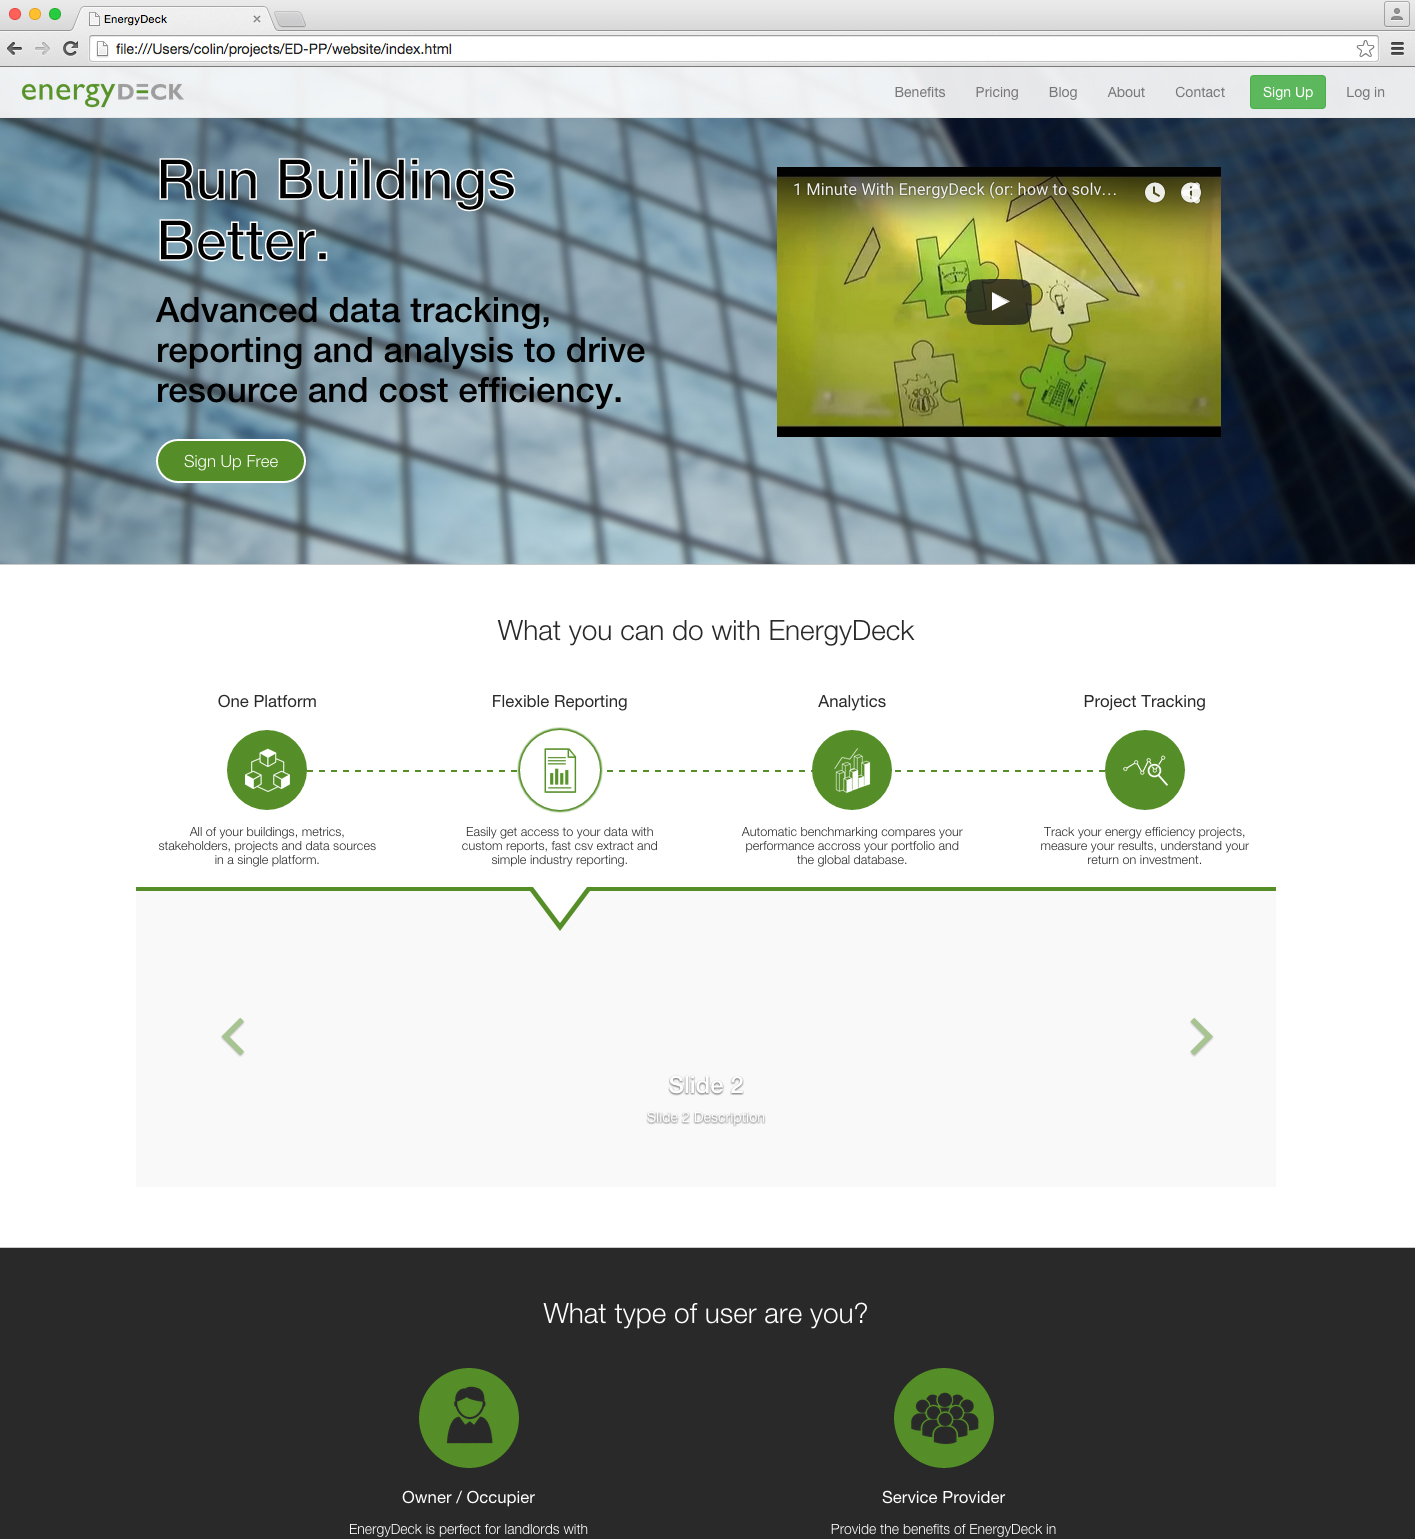 EnergyDeck
file:///Users/colin/projects/ED-PP/website/index.html
energyDECK
Benefits
Pricing
Blog
About
Contact
Sign Up
Log in
Run Buildings
Better.
Advanced data tracking,
reporting and analysis to drive
resource and cost efficiency.
Sign Up Free
1 Minute With EnergyDeck (or: how to solv...
What you can do with EnergyDeck
One Platform
All of your buildings, metrics,
stakeholders, projects and data sources
in a single platform.
Flexible Reporting
Easily get access to your data with
custom reports, fast csv extract and
simple industry reporting.
Analytics
Automatic benchmarking compares your
performance accross your portfolio and
the global database.
Project Tracking
Track your energy efficiency projects,
measure your results, understand your
return on investment.
Slide 2
Slide 2 Description
What type of user are you?
Owner / Occupier
EnergyDeck is perfect for landlords with
Service Provider
Provide the benefits of EnergyDeck in